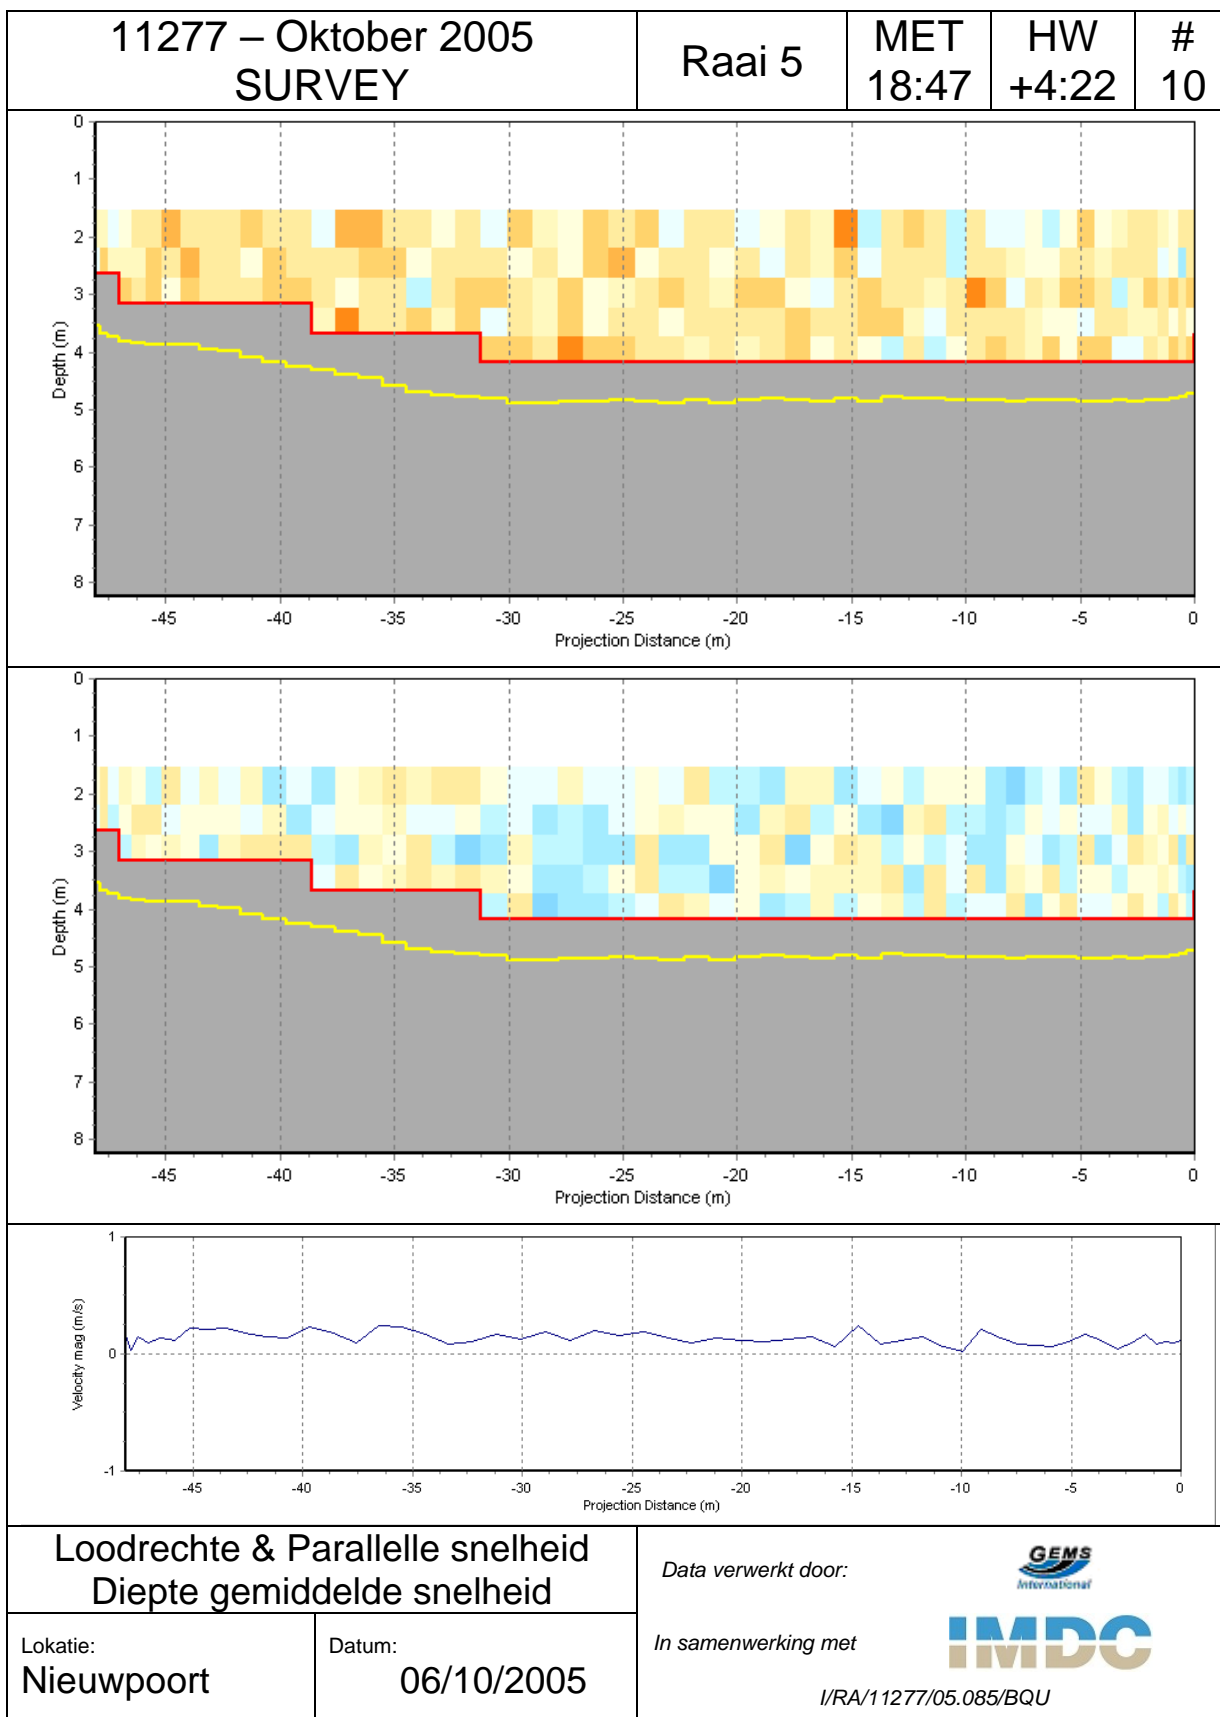 11277 – Oktober 2005
SURVEY
Raai 5
MET
18:47
HW
+4:22
#
10
0
1
2
3
4
5
6
7
8
Depth (m)
-45 -40 -35 -30 -25 -20 -15 -10 -5 0
Projection Distance (m)
0
1
2
3
4
5
6
7
8
Depth (m)
-45 -40 -35 -30 -25 -20 -15 -10 -5 0
Projection Distance (m)
1
0
-1
Velocity mag (m/s)
-45 -40 -35 -30 -25 -20 -15 -10 -5 0
Projection Distance (m)
Loodrechte & Parallelle snelheid
Diepte gemiddelde snelheid
Lokatie:
Nieuwpoort
Datum:
06/10/2005
Data verwerkt door:
GEMS
International
In samenwerking met
IMDC
I/RA/11277/05.085/BQU